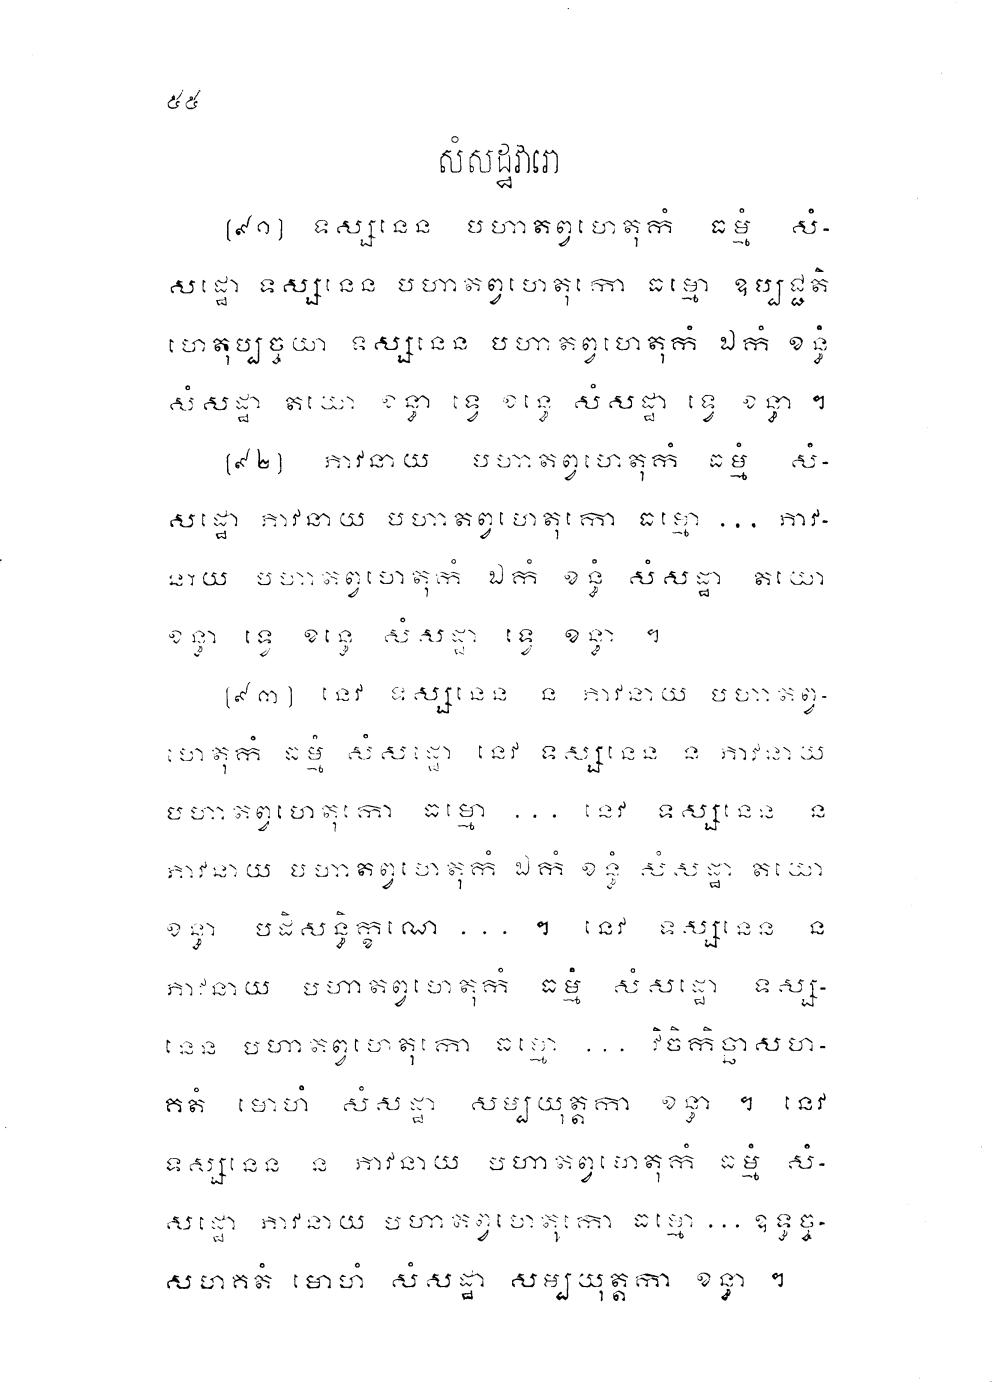 ៥៥
សំសដ្ឋវារោ
(៩១) ទស្សនេន បហាតព្វហេតុកំ ធម្មំ សំ-
សដ្ឋោ ទស្សនេន បហាតព្វហេតុកោ ធម្មោ ឧប្បជ្ជតិ
ហេតុប្បច្ចយា ទស្សនេន បហាតព្វហេតុកំ ឯកំ ខន្ធំ
សំសដ្ឋា តយោ ខន្ធា ទ្វេ ខន្ធេ សំសដ្ឋា ទ្វេ ខន្ធា ។
(៩២) ភាវនាយ បហាតព្វហេតុកំ ធម្មំ សំ-
សដ្ឋោ ភាវនាយ បហាតព្វហេតុកោ ធម្មោ ... ភាវ-
នាយ បហាតព្វហេតុកំ ឯកំ ខន្ធំ សំសដ្ឋា តយោ
ខន្ធា ទ្វេ ខន្ធេ សំសដ្ឋា ទ្វេ ខន្ធា ។
(៩៣) នេវ ទស្សនេន ន ភាវនាយ បហាតព្វ-
ហេតុកំ ធម្មំ សំសដ្ឋោ នេវ ទស្សនេន ន ភាវនាយ
បហាតព្វហេតុកោ ធម្មោ ... នេវ ទស្សនេន ន
ភាវនាយ បហាតព្វហេតុកំ ឯកំ ខន្ធំ សំសដ្ឋា តយោ
ខន្ធា បដិសន្ធិក្ខណេ ... ។ នេវ ទស្សនេន ន
ភាវនាយ បហាតព្វហេតុកំ ធម្មំ សំសដ្ឋោ ទស្ស-
នេន បហាតព្វហេតុកោ ធម្មោ ... វិចិកិច្ឆាសហ-
គតំ មោហំ សំសដ្ឋា សម្បយុត្តកា ខន្ធា ។ នេវ
ទស្សនេន ន ភាវនាយ បហាតព្វហេតុកំ ធម្មំ សំ-
សដ្ឋោ ភាវនាយ បហាតព្វហេតុកោ ធម្មោ ... ឧទ្ធច្ច-
សហគតំ មោហំ សំសដ្ឋា សម្បយុត្តកា ខន្ធា ។